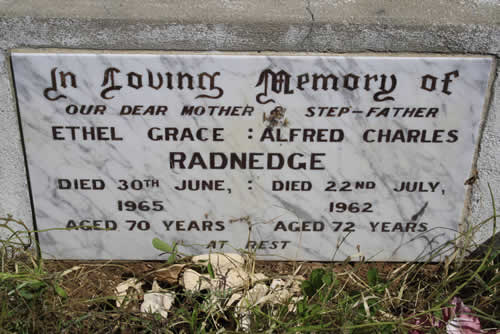 In Loving Memory of
OUR DEAR MOTHER & STEP-FATHER
ETHEL GRACE : ALFRED CHARLES
RADNEDGE
DIED 30TH JUNE, : DIED 22ND JULY,
1965 1962
AGED 70 YEARS AGED 72 YEARS
AT REST